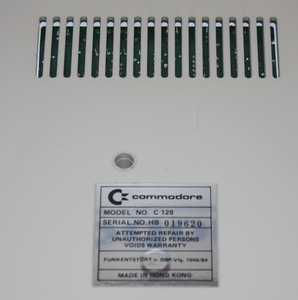 commodore
MODEL NO. C 128
SERIAL NO. HB 019620
ATTEMPTED REPAIR BY
UNAUTHORIZED PERSONS
VOIDS WARRANTY
FUNKENTSTÖRT n. DBP-Vfg. 1046/84
MADE IN HONG KONG